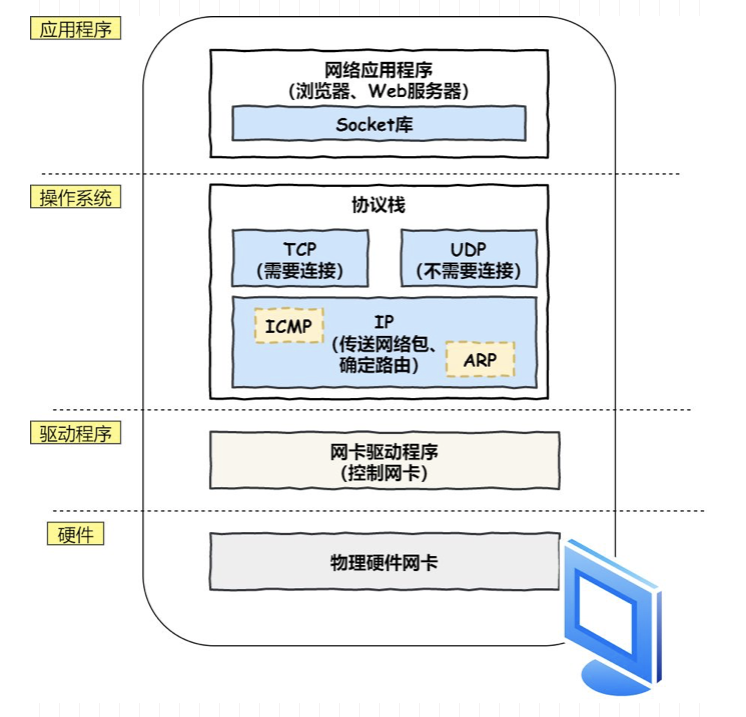 应用程序
网络应用程序
(浏览器、Web服务器)
Socket库
操作系统
协议栈
TCP
(需要连接)
UDP
(不需要连接)
ICMP
IP
(传送网络包、
确定路由)
ARP
驱动程序
网卡驱动程序
(控制网卡)
硬件
物理硬件网卡